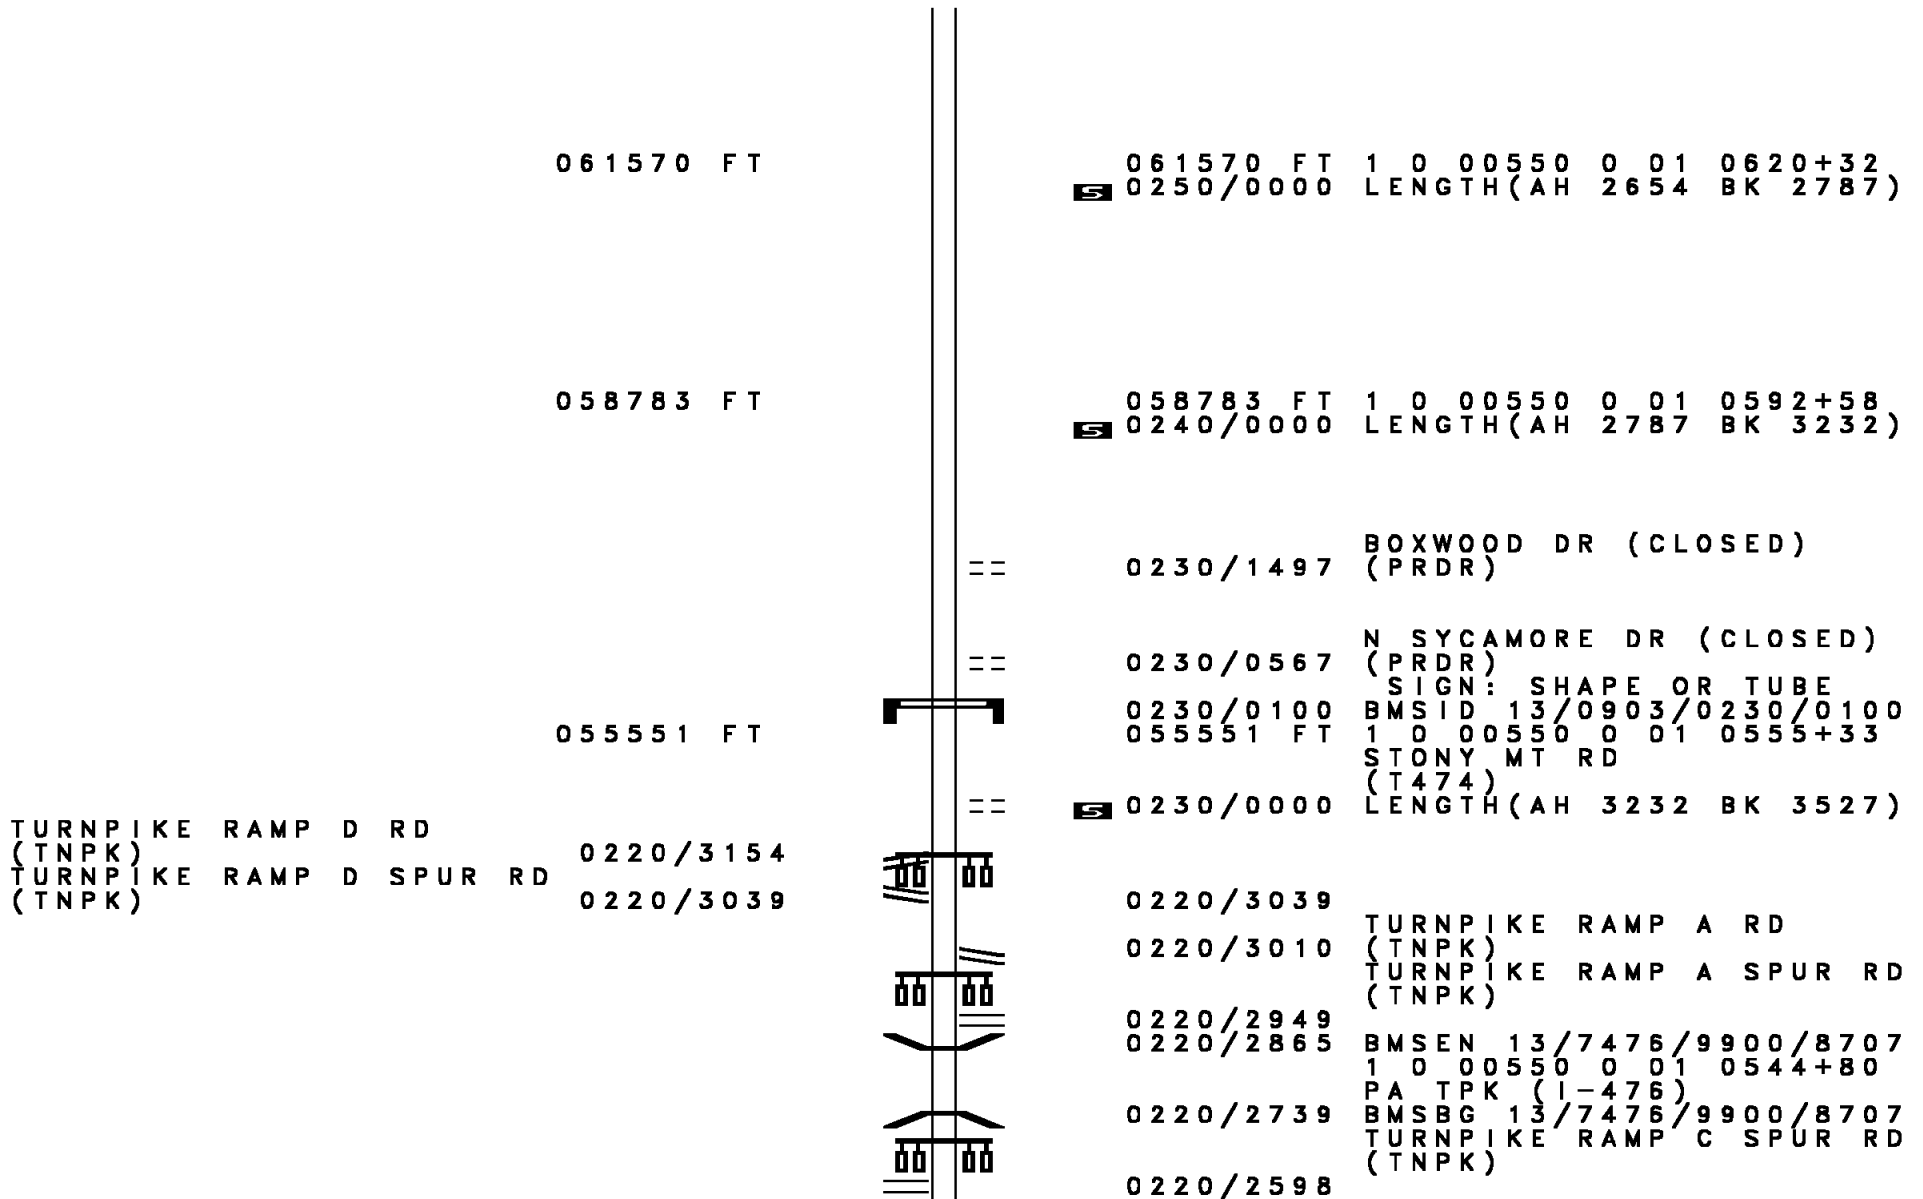 061570 FT 061570 FT 1 0 00550 0 01 0620+32
S 0250/0000 LENGTH(AH 2654 BK 2787)
058783 FT 058783 FT 1 0 00550 0 01 0592+58
S 0240/0000 LENGTH(AH 2787 BK 3232)
BOXWOOD DR (CLOSED)
0230/1497 (PRDR)
N SYCAMORE DR (CLOSED)
0230/0567 (PRDR)
SIGN: SHAPE OR TUBE
0230/0100 BMSID 13/0903/0230/0100
055551 FT 055551 FT 1 0 00550 0 01 0555+33
STONY MT RD
(T474)
S 0230/0000 LENGTH(AH 3232 BK 3527)
TURNPIKE RAMP D RD
(TNPK) 0220/3154
TURNPIKE RAMP D SPUR RD
(TNPK) 0220/3039 0220/3039
TURNPIKE RAMP A RD
0220/3010 (TNPK)
TURNPIKE RAMP A SPUR RD
(TNPK)
0220/2949
0220/2865 BMSEN 13/7476/9900/8707
1 0 00550 0 01 0544+80
PA TPK (I-476)
0220/2739 BMSBG 13/7476/9900/8707
TURNPIKE RAMP C SPUR RD
(TNPK)
0220/2598